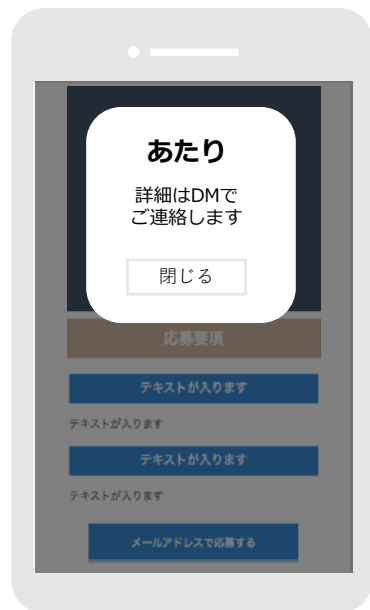 あたり
詳細はDMで
ご連絡します
閉じる
応募要項
テキストが入ります
テキストが入ります
テキストが入ります
テキストが入ります
メールアドレスで応募する